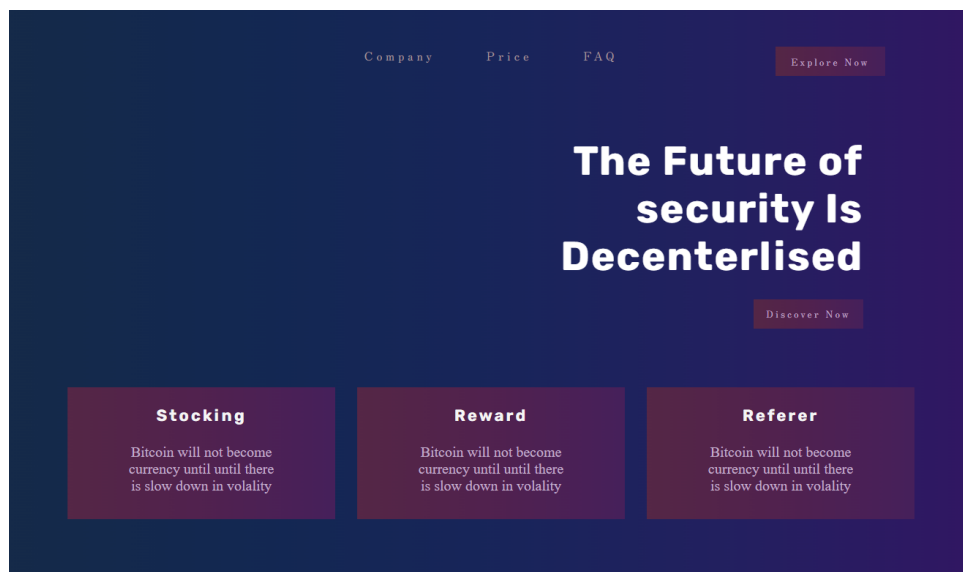 Company Price FAQ Explore Now
The Future of
security Is
Decenterlised
Discover Now
Stocking
Bitcoin will not become
currency until until there
is slow down in volality
Reward
Bitcoin will not become
currency until until there
is slow down in volality
Referer
Bitcoin will not become
currency until until there
is slow down in volality